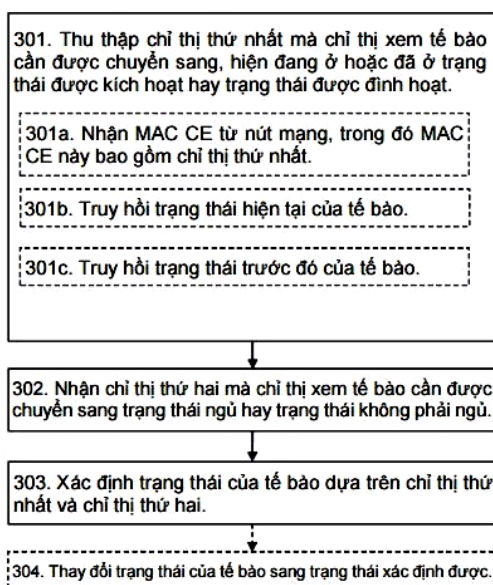 301. Thu thập chỉ thị thứ nhất mà chỉ thị xem tế bào
cần được chuyển sang, hiện đang ở hoặc đã ở trạng
thái được kích hoạt hay trạng thái được đình hoạt.
301a. Nhận MAC CE từ nút mạng, trong đó MAC
CE này bao gồm chỉ thị thứ nhất.
301b. Truy hồi trạng thái hiện tại của tế bào.
301c. Truy hồi trạng thái trước đó của tế bào.
302. Nhận chỉ thị thứ hai mà chỉ thị xem tế bào cần được
chuyển sang trạng thái ngủ hay trạng thái không phải ngủ.
303. Xác định trạng thái của tế bào dựa trên chỉ thị thứ
nhất và chỉ thị thứ hai.
304. Thay đổi trạng thái của tế bào sang trạng thái xác định được.